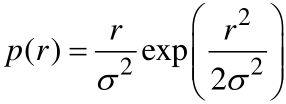 p(r) = r/σ² exp(r²/2σ²)